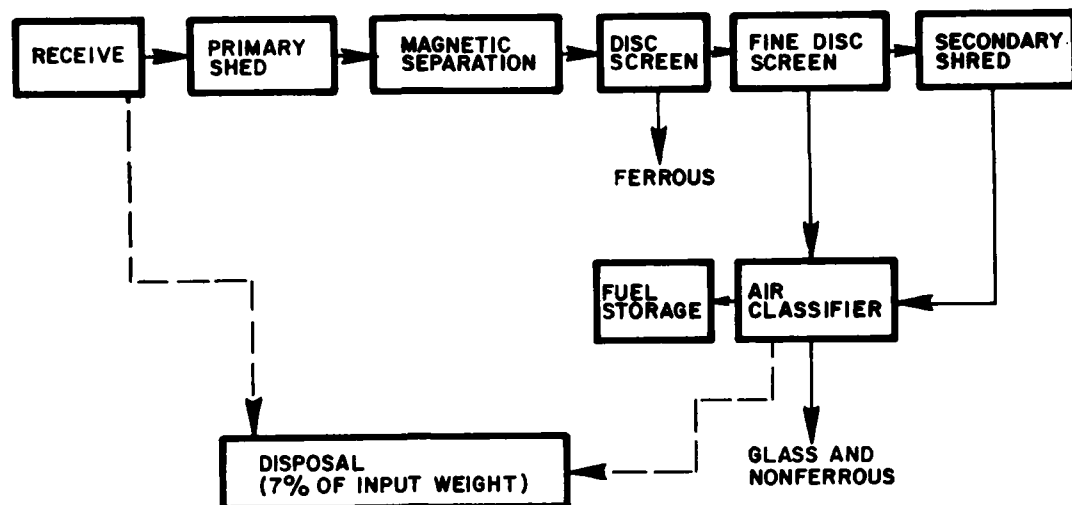 RECEIVE
PRIMARY
SHED
MAGNETIC
SEPARATION
DISC
SCREEN
FINE DISC
SCREEN
SECONDARY
SHRED
FERROUS
FUEL
STORAGE
AIR
CLASSIFIER
DISPOSAL
(7% OF INPUT WEIGHT)
GLASS AND
NONFERROUS